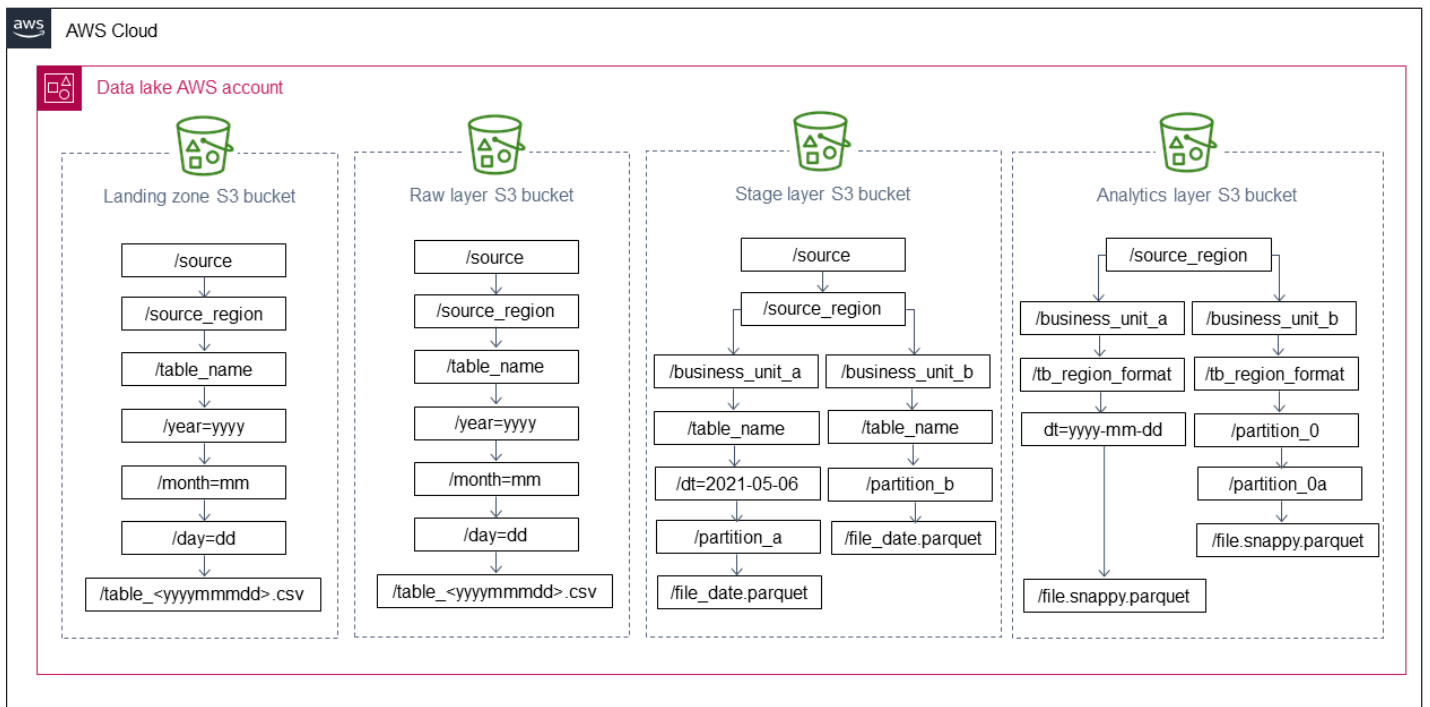 aws
AWS Cloud
Data lake AWS account
Landing zone S3 bucket
/source
/source_region
/table_name
/year=yyyy
/month=mm
/day=dd
/table_<yyyymmmdd>.csv
Raw layer S3 bucket
/source
/source_region
/table_name
/year=yyyy
/month=mm
/day=dd
/table_<yyyymmmdd>.csv
Stage layer S3 bucket
/source
/source_region
/business_unit_a
/table_name
/dt=2021-05-06
/partition_a
/file_date.parquet
/business_unit_b
/table_name
/partition_b
/file_date.parquet
Analytics layer S3 bucket
/source_region
/business_unit_a
/tb_region_format
dt=yyyy-mm-dd
/file.snappy.parquet
/business_unit_b
/tb_region_format
/partition_0
/partition_0a
/file.snappy.parquet